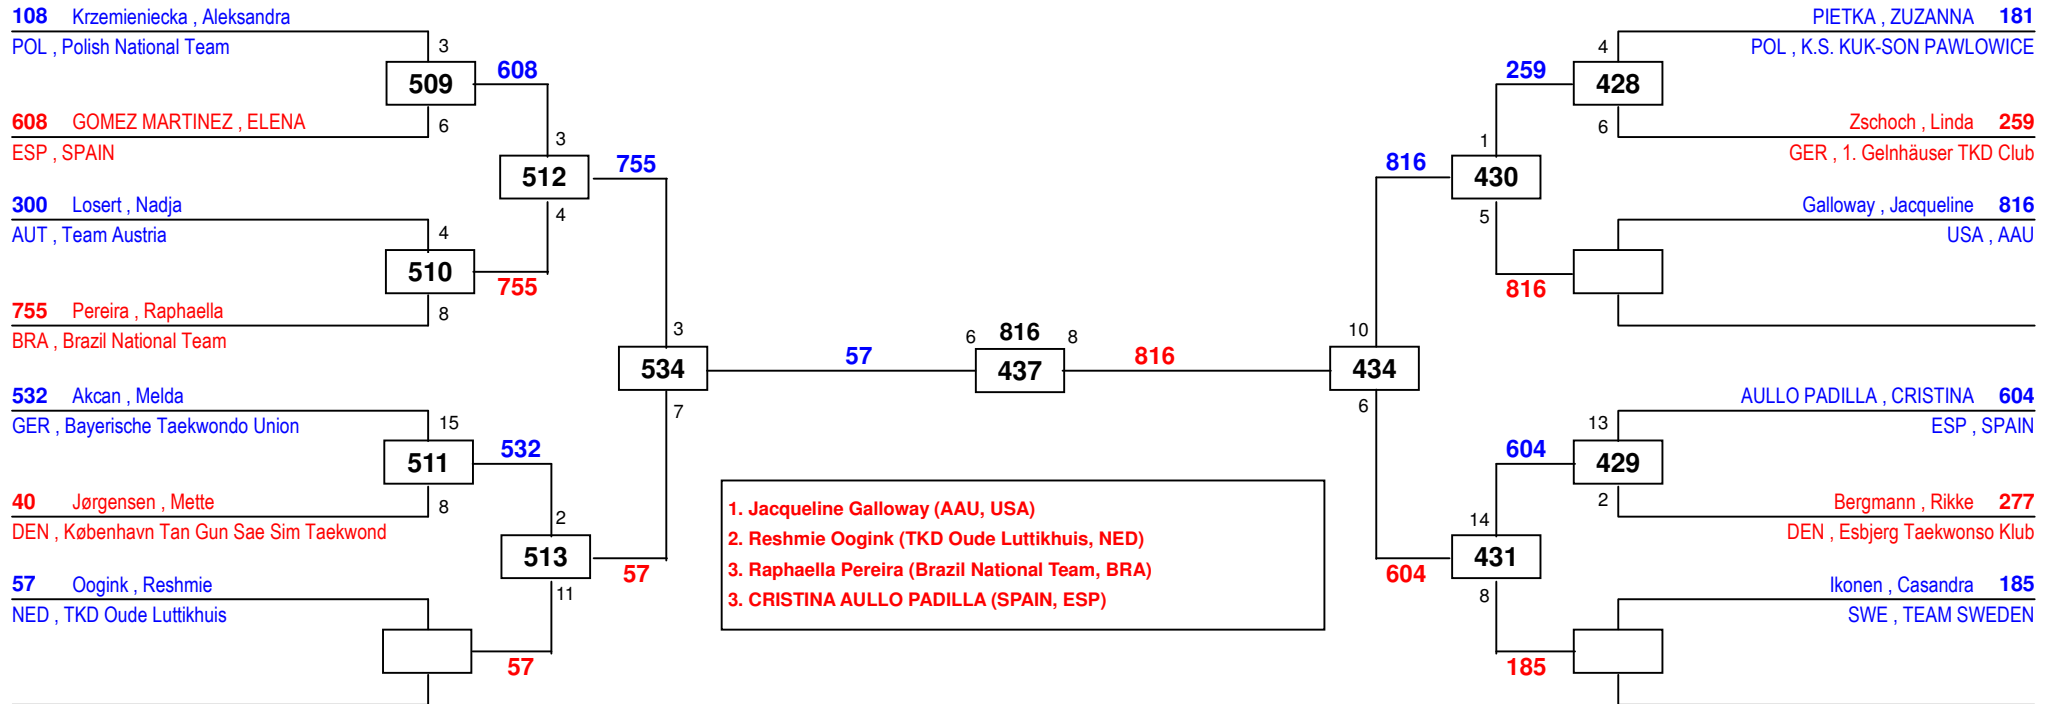 108 Krzemieniecka , Aleksandra
POL , Polish National Team
3
509
608
6
608 GOMEZ MARTINEZ , ELENA
ESP , SPAIN
3
512
755
4
300 Losert , Nadja
AUT , Team Austria
4
510
755
8
755 Pereira , Raphaella
BRA , Brazil National Team
3
534
57
7
532 Akcan , Melda
GER , Bayerische Taekwondo Union
15
511
532
8
40 Jørgensen , Mette
DEN , København Tan Gun Sae Sim Taekwond
2
513
57
11
57 Oogink , Reshmie
NED , TKD Oude Luttikhuis
57
6 816 8
437
816
1. Jacqueline Galloway (AAU, USA)
2. Reshmie Oogink (TKD Oude Luttikhuis, NED)
3. Raphaella Pereira (Brazil National Team, BRA)
3. CRISTINA AULLO PADILLA (SPAIN, ESP)
PIETKA , ZUZANNA 181
POL , K.S. KUK-SON PAWLOWICE
4
259
428
6
Zschoch , Linda 259
GER , 1. Gelnhäuser TKD Club
1
816
430
5
Galloway , Jacqueline 816
USA , AAU
816
10
434
6
AULLO PADILLA , CRISTINA 604
ESP , SPAIN
13
604
429
2
Bergmann , Rikke 277
DEN , Esbjerg Taekwonso Klub
14
431
604
8
Ikonen , Casandra 185
SWE , TEAM SWEDEN
185